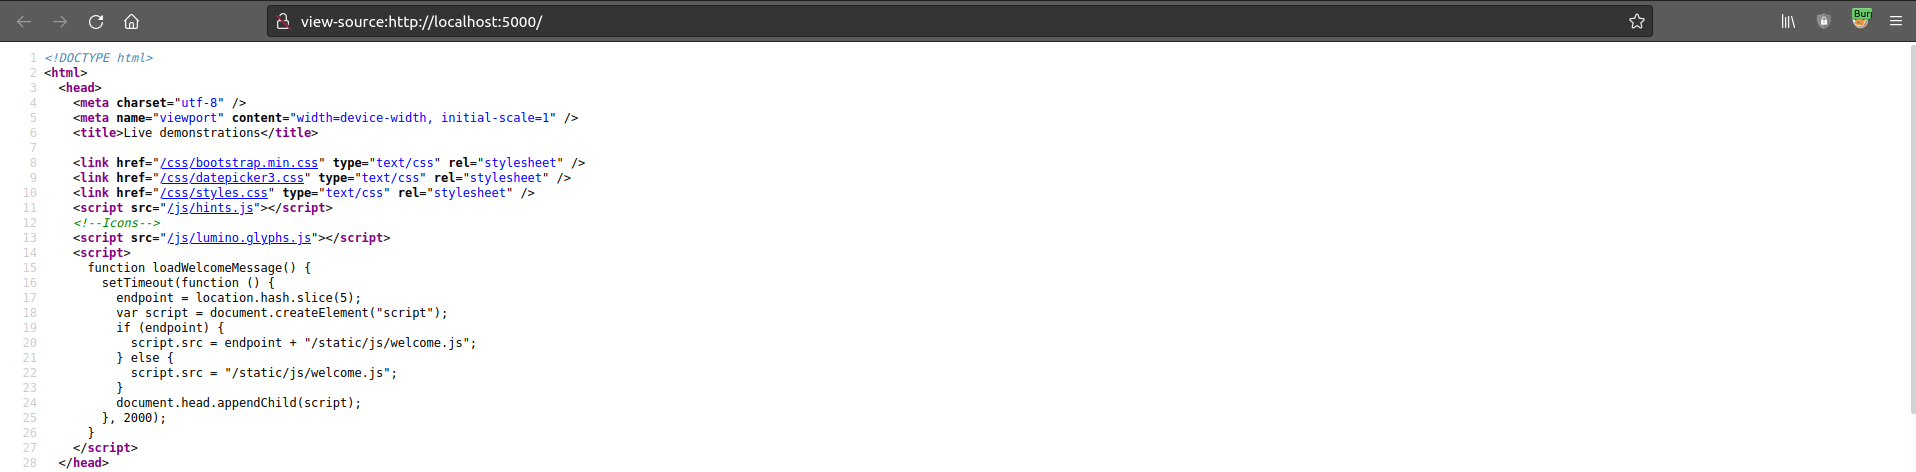 view-source:http://localhost:5000/
Bur
1 <!DOCTYPE html>
2 <html>
3   <head>
4     <meta charset="utf-8" />
5     <meta name="viewport" content="width=device-width, initial-scale=1" />
6     <title>Live demonstrations</title>
7
8     <link href="/css/bootstrap.min.css" type="text/css" rel="stylesheet" />
9     <link href="/css/datepicker3.css" type="text/css" rel="stylesheet" />
10     <link href="/css/styles.css" type="text/css" rel="stylesheet" />
11     <script src="/js/hints.js"></script>
12     <!--Icons-->
13     <script src="/js/lumino.glyphs.js"></script>
14     <script>
15       function loadWelcomeMessage() {
16         setTimeout(function () {
17           endpoint = location.hash.slice(5);
18           var script = document.createElement("script");
19           if (endpoint) {
20             script.src = endpoint + "/static/js/welcome.js";
21           } else {
22             script.src = "/static/js/welcome.js";
23           }
24           document.head.appendChild(script);
25         }, 2000);
26       }
27     </script>
28   </head>